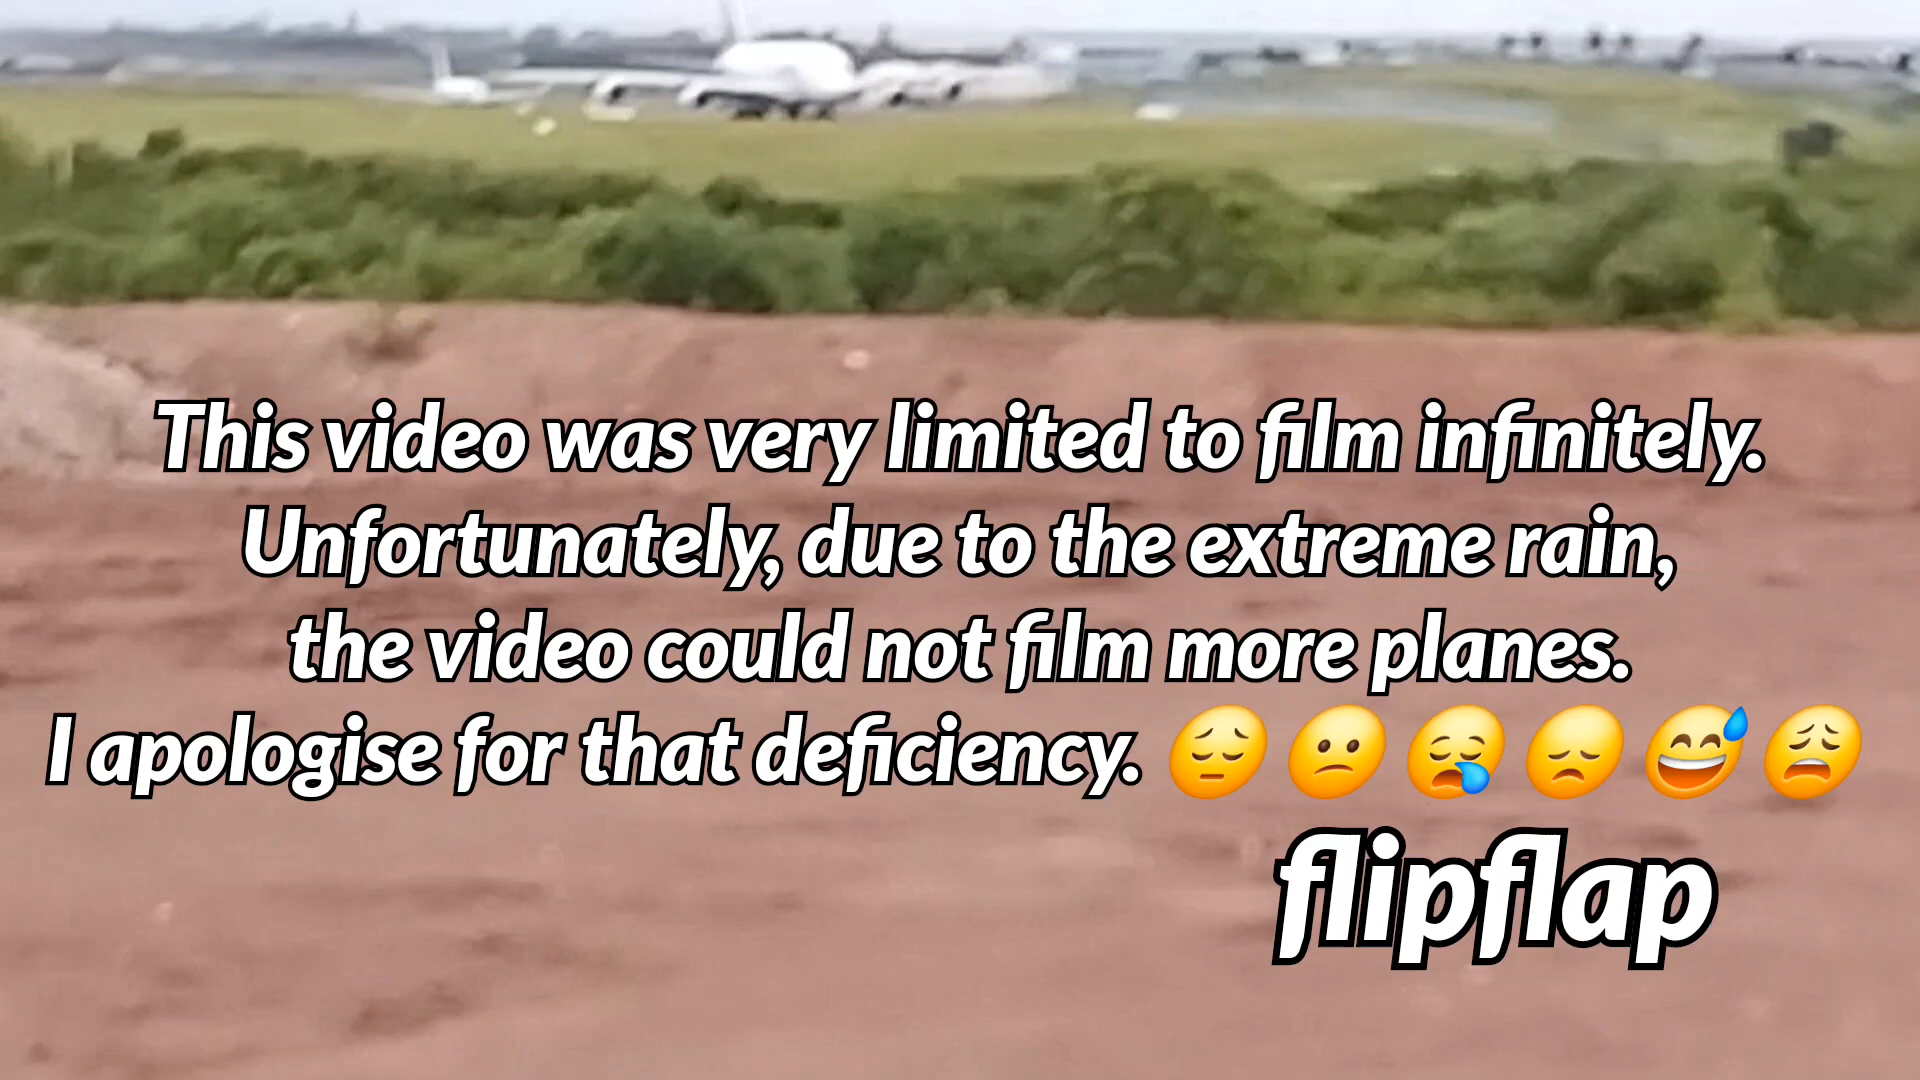 This video was very limited to film infinitely.
Unfortunately, due to the extreme rain,
the video could not film more planes.
I apologise for that deficiency. 😔😕😪😞😅😩
flipflap